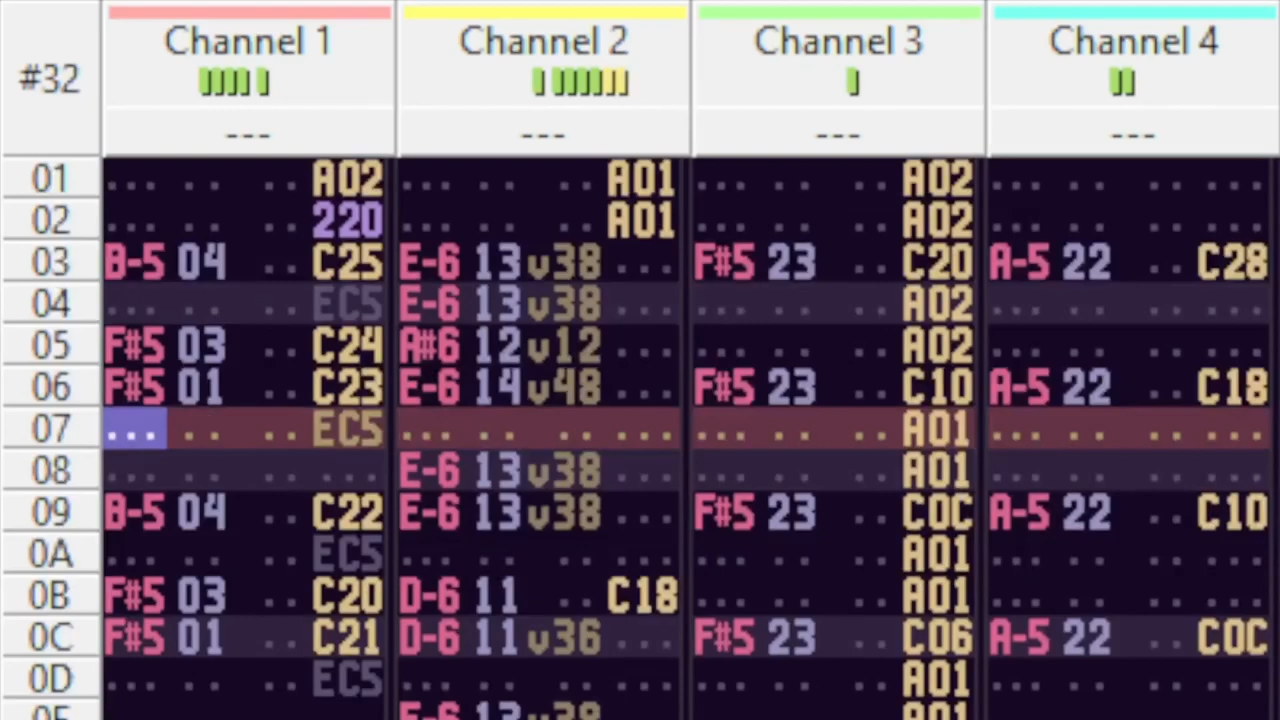 #32 Channel 1 Channel 2 Channel 3 Channel 4
--- --- --- ---
01 ... .. .. A02 ... .. .. A01 ... .. .. A02 ... .. .. ...
02 ... .. .. 220 ... .. .. A01 ... .. .. A02 ... .. .. ...
03 B-5 04 .. C25 E-6 13 v38 ... F#5 23 .. C20 A-5 22 .. C28
04 ... .. .. EC5 E-6 13 v38 ... ... .. .. A02 ... .. .. ...
05 F#5 03 .. C24 A#6 12 v12 ... ... .. .. A02 ... .. .. ...
06 F#5 01 .. C23 E-6 14 v48 ... F#5 23 .. C10 A-5 22 .. C18
07 ... .. .. EC5 ... .. .. ... ... .. .. A01 ... .. .. ...
08 ... .. .. ... E-6 13 v38 ... ... .. .. A01 ... .. .. ...
09 B-5 04 .. C22 E-6 13 v38 ... F#5 23 .. C0C A-5 22 .. C10
0A ... .. .. EC5 ... .. .. ... ... .. .. A01 ... .. .. ...
0B F#5 03 .. C20 D-6 11 .. C18 ... .. .. A01 ... .. .. ...
0C F#5 01 .. C21 D-6 11 v36 ... F#5 23 .. C06 A-5 22 .. C0C
0D ... .. .. EC5 ... .. .. ... ... .. .. A01 ... .. .. ...
E-6 13 v38 A01